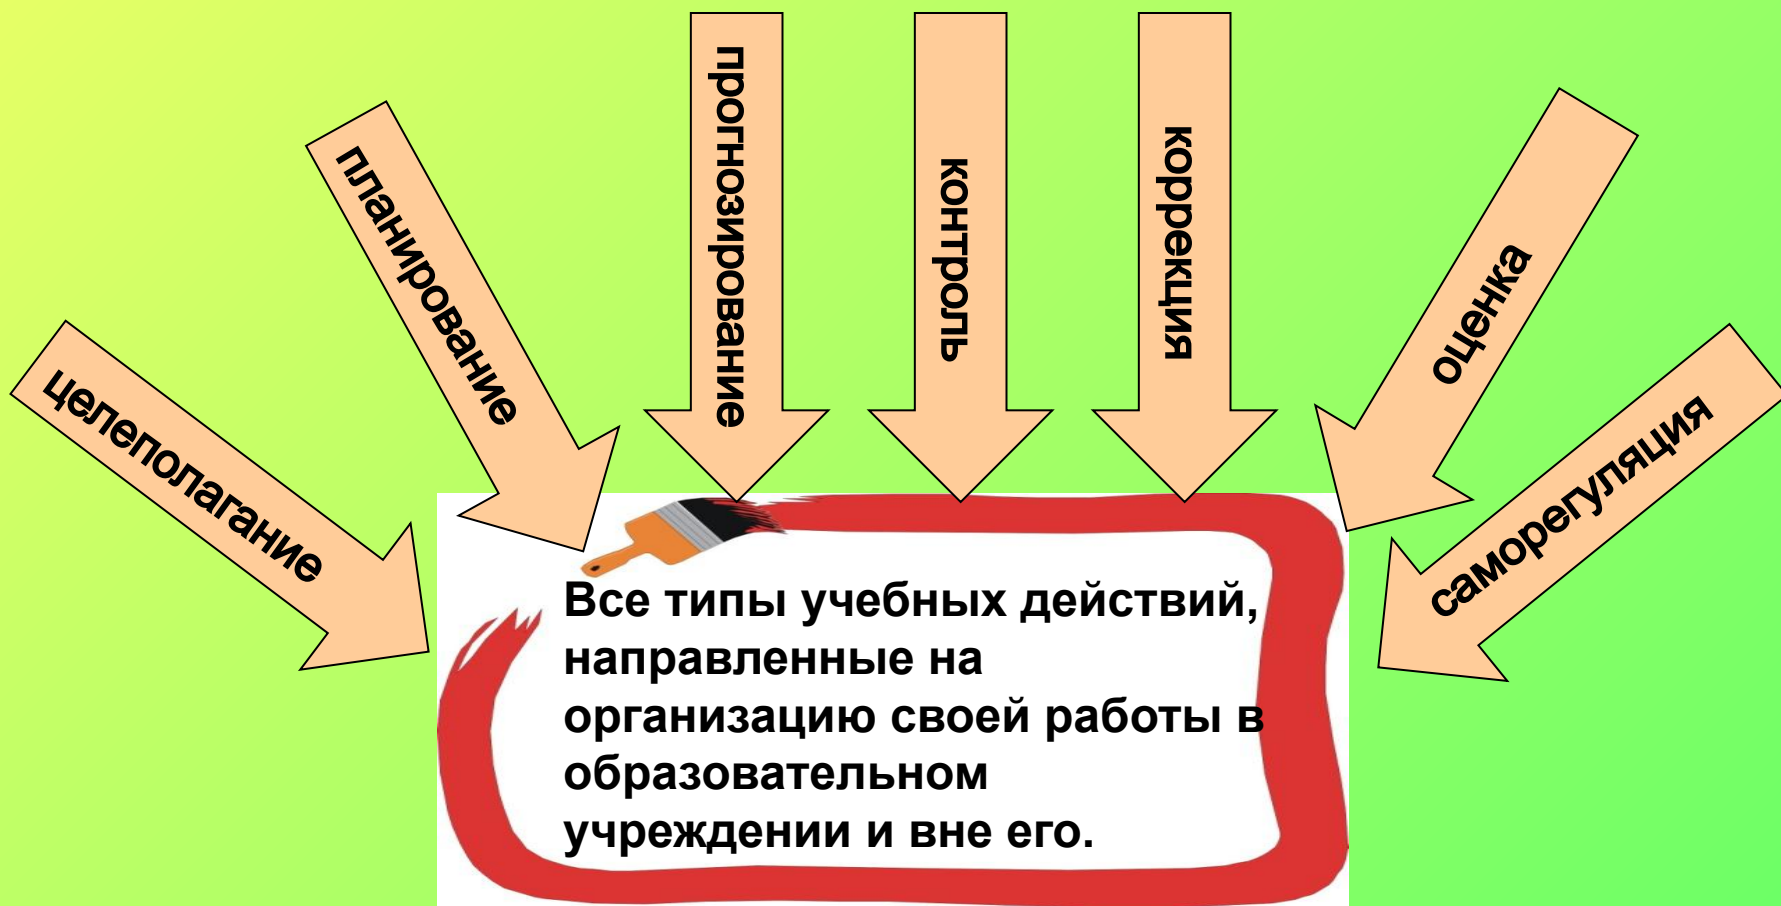 целеполагание
планирование
прогнозирование
контроль
коррекция
оценка
саморегуляция
Все типы учебных действий,
направленные на
организацию своей работы в
образовательном
учреждении и вне его.